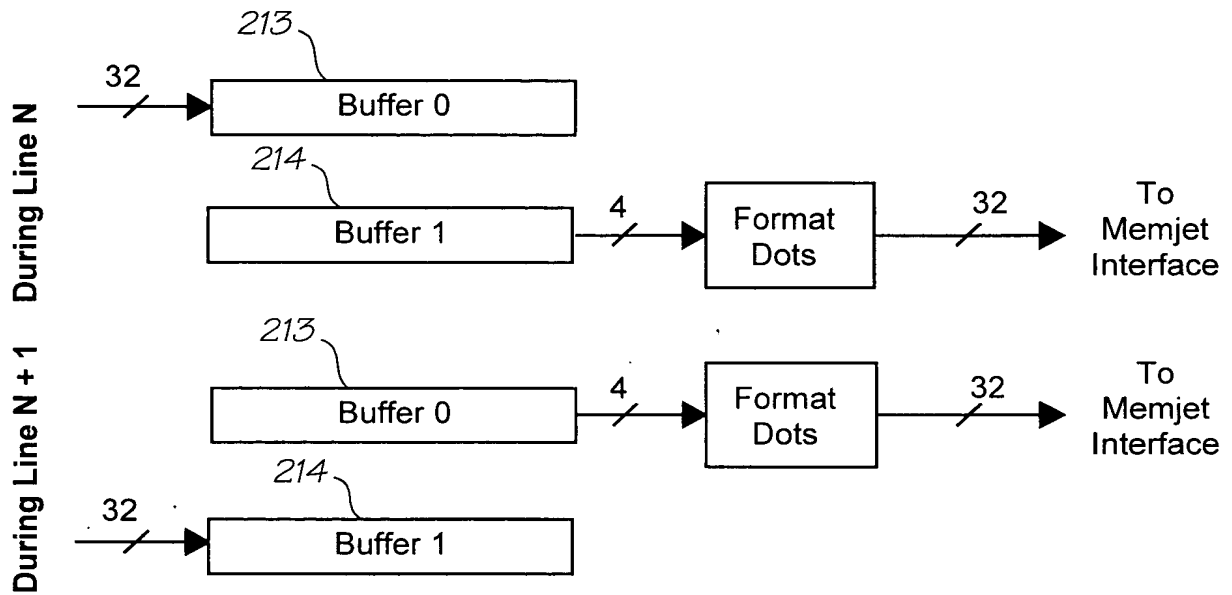 During Line N
213
32
Buffer 0
214
Buffer 1
4
Format
Dots
32
To
Memjet
Interface
During Line N + 1
213
Buffer 0
4
Format
Dots
32
To
Memjet
Interface
214
32
Buffer 1